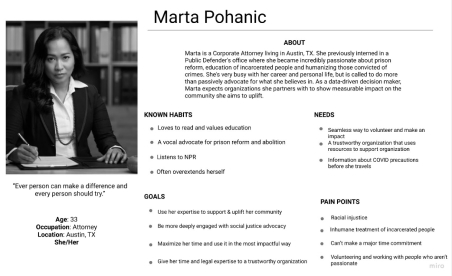 Marta Pohanic
ABOUT
Marta is a Corporate Attorney living in Austin, TX. She previously interned in a
Public Defender's office where she became incredibly passionate about prison
reform, education of incarcerated people and humanizing those convicted of
crimes. She's very busy with her career and personal life, but is called to do more
than passively advocate for what she believes in. As a data-driven decision maker,
Marta expects organizations she partners with to show measurable impact on the
community she aims to uplift.
"Ever person can make a difference and
every person should try."
Age: 33
Occupation: Attorney
Location: Austin, TX
She/Her
KNOWN HABITS
Loves to read and values education
A vocal advocate for prison reform and abolition
Listens to NPR
Often overextends herself
NEEDS
Seamless way to volunteer and make an
impact
A trustworthy organization that uses
resources to support organization
Information about COVID precautions
before she travels
GOALS
Use her expertise to support & uplift her community
Be more deeply engaged with social justice advocacy
Maximize her time and use it in the most impactful way
Give her time and legal expertise to a trustworthy organization
PAIN POINTS
Racial injustice
Inhumane treatment of incarcerated people
Can't make a major time commitment
Volunteering and working with people who aren't
passionate
miro